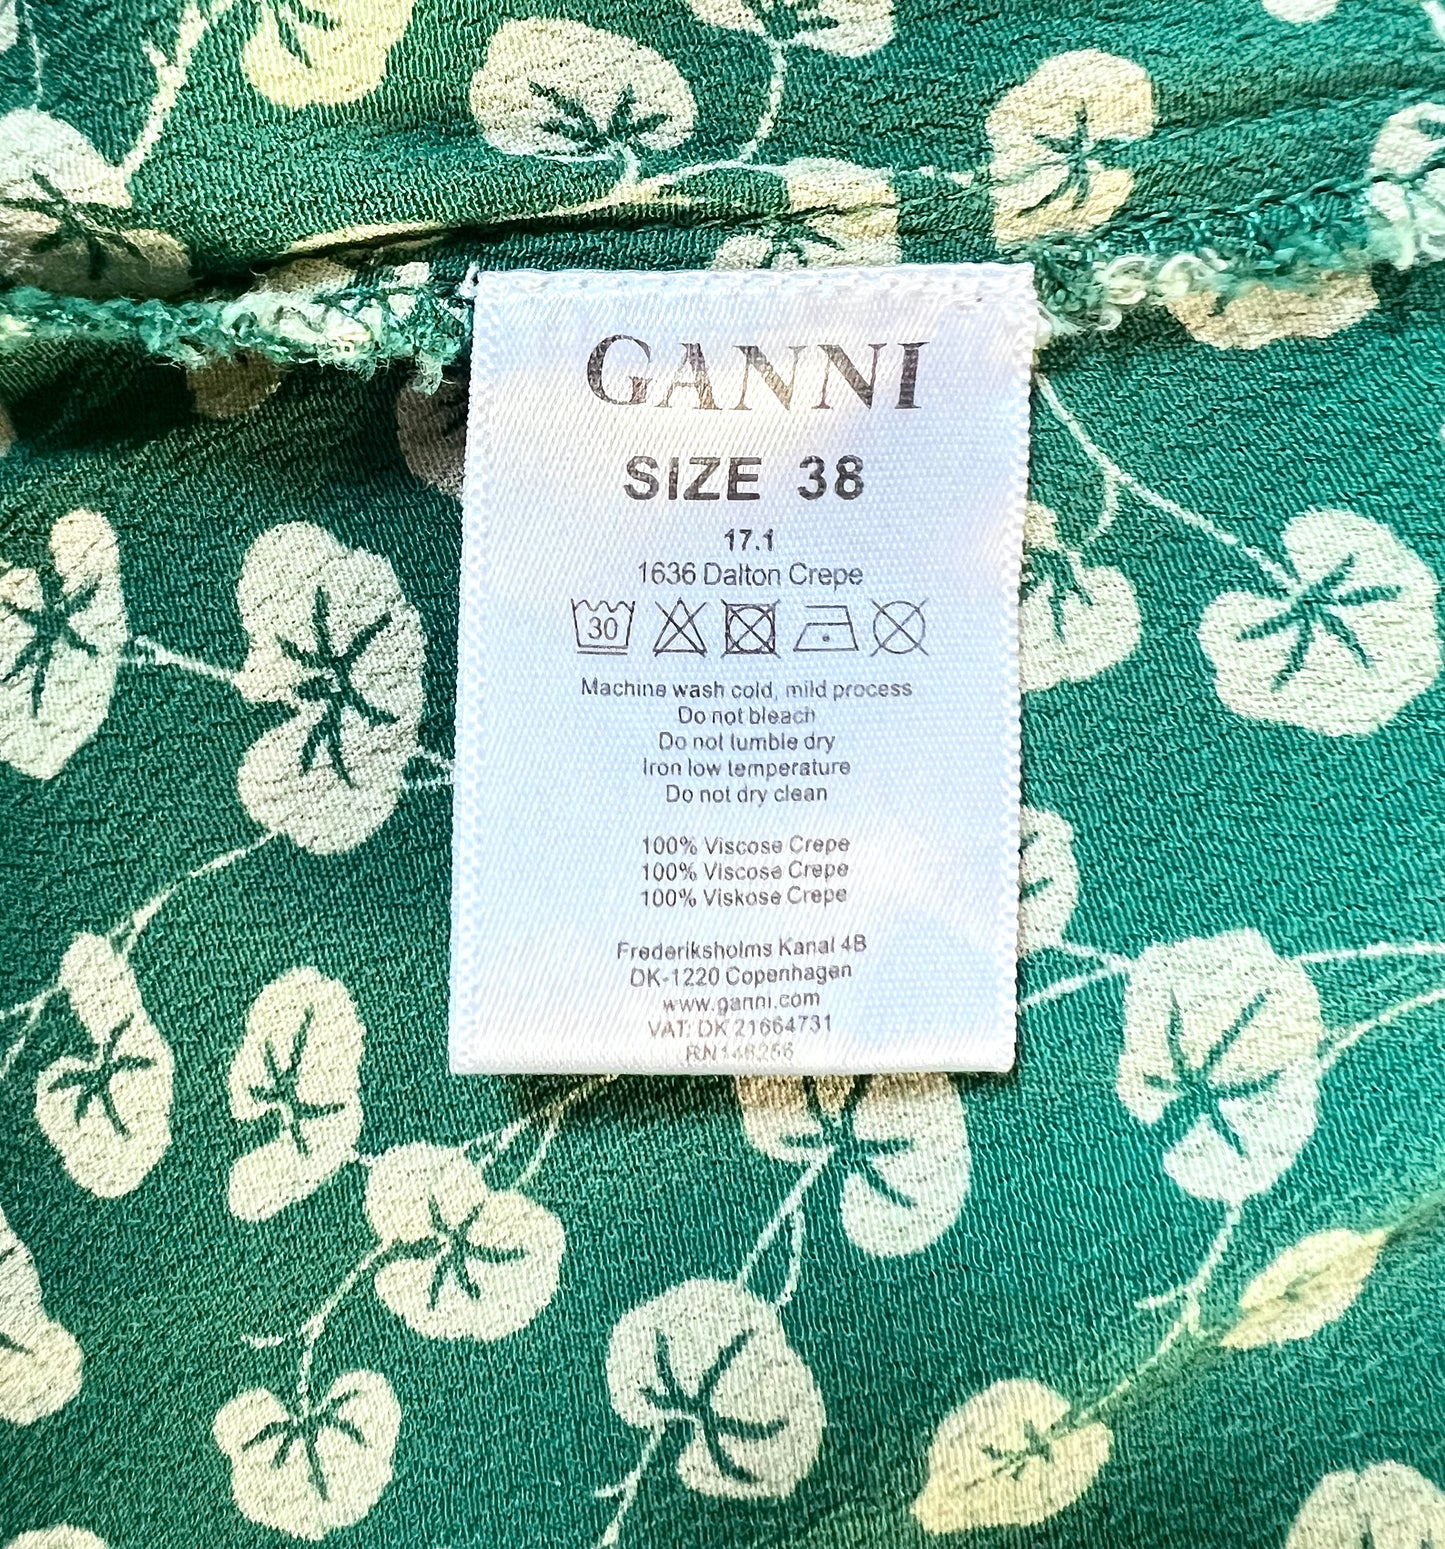 GANNI
SIZE 38
17.1
1636 Dalton Crepe
30
Machine wash cold, mild process
Do not bleach
Do not tumble dry
Iron low temperature
Do not dry clean
100% Viscose Crepe
100% Viscose Crepe
100% Viskose Crepe
Frederiksholms Kanal 4B
DK-1220 Copenhagen
www.ganni.com
VAT: DK 21664731
RN146256